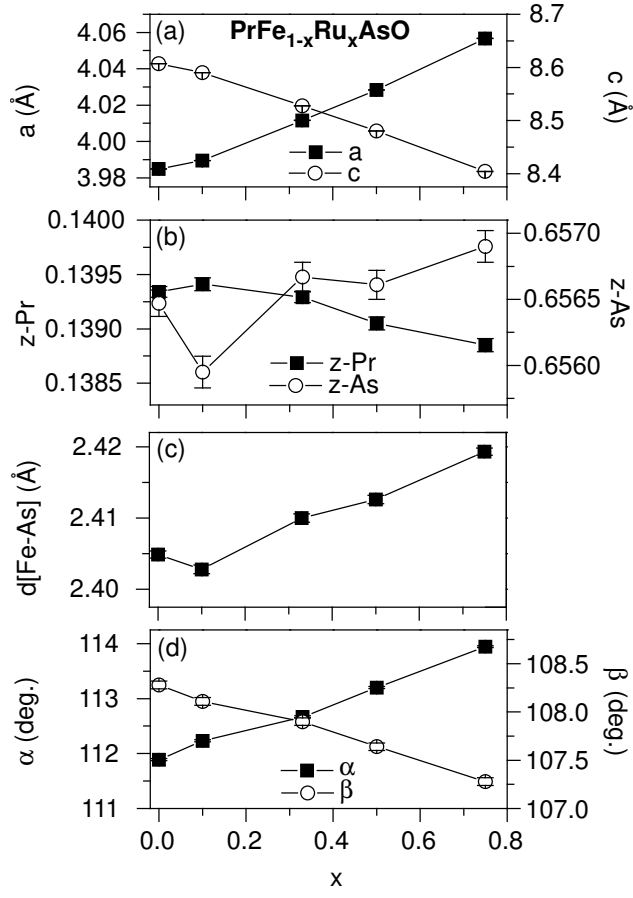 (a) PrFe1-xRuxAsO
a (Å)
4.06
4.04
4.02
4.00
3.98
c (Å)
8.7
8.6
8.5
8.4
a
c
(b)
z-Pr
0.1400
0.1395
0.1390
0.1385
z-As
0.6570
0.6565
0.6560
z-Pr
z-As
(c)
d[Fe-As] (Å)
2.42
2.41
2.40
(d)
α (deg.)
114
113
112
111
β (deg.)
108.5
108.0
107.5
107.0
α
β
0.0 0.2 0.4 0.6 0.8
x